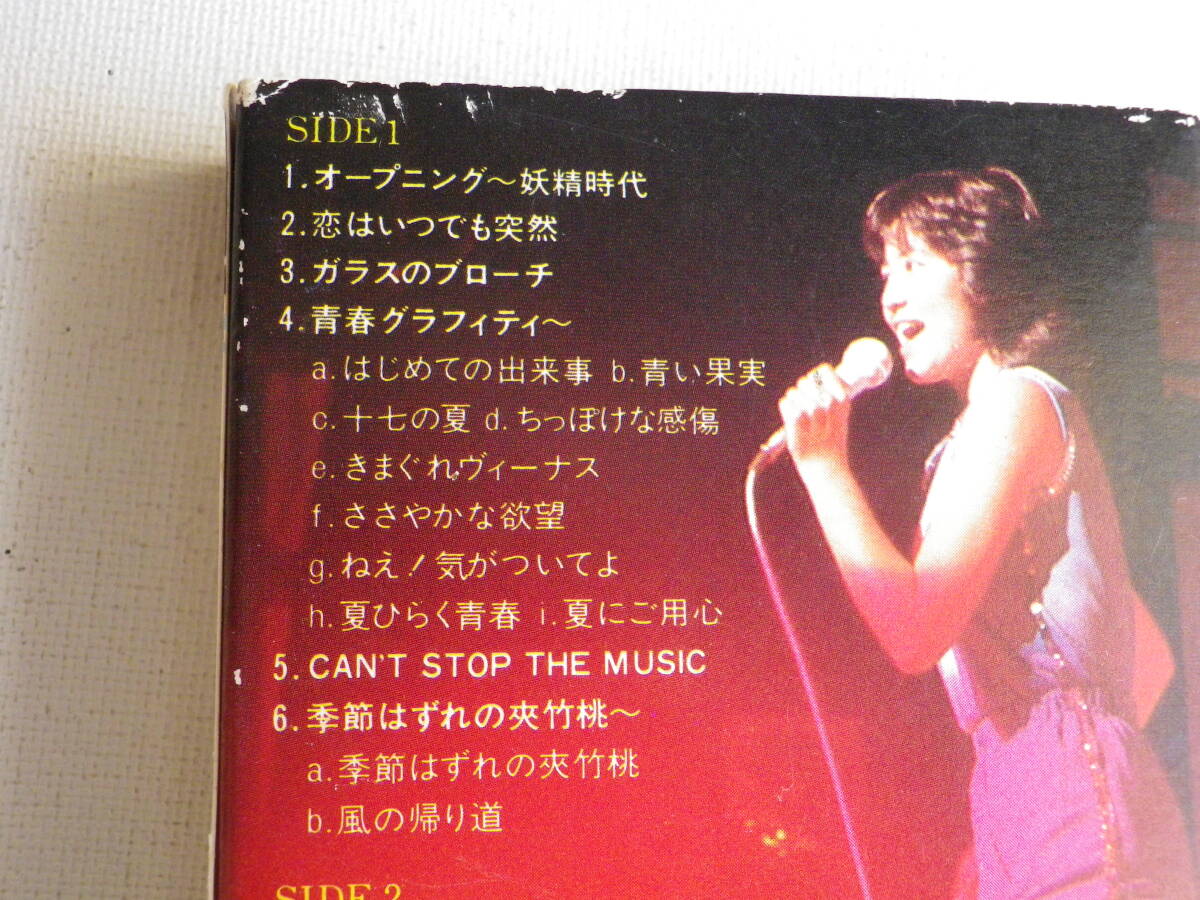 SIDE 1
1.オープニング～妖精時代
2.恋はいつでも突然
3.ガラスのブローチ
4.青春グラフィティ～
a.はじめての出来事 b.青い果実
c.十七の夏 d.ちっぽけな感傷
e.きまぐれヴィーナス
f.ささやかな欲望
g.ねえ！気がついてよ
h.夏ひらく青春 i.夏にご用心
5.CAN'T STOP THE MUSIC
6.季節はずれの夾竹桃～
a.季節はずれの夾竹桃
b.風の帰り道
SIDE 2